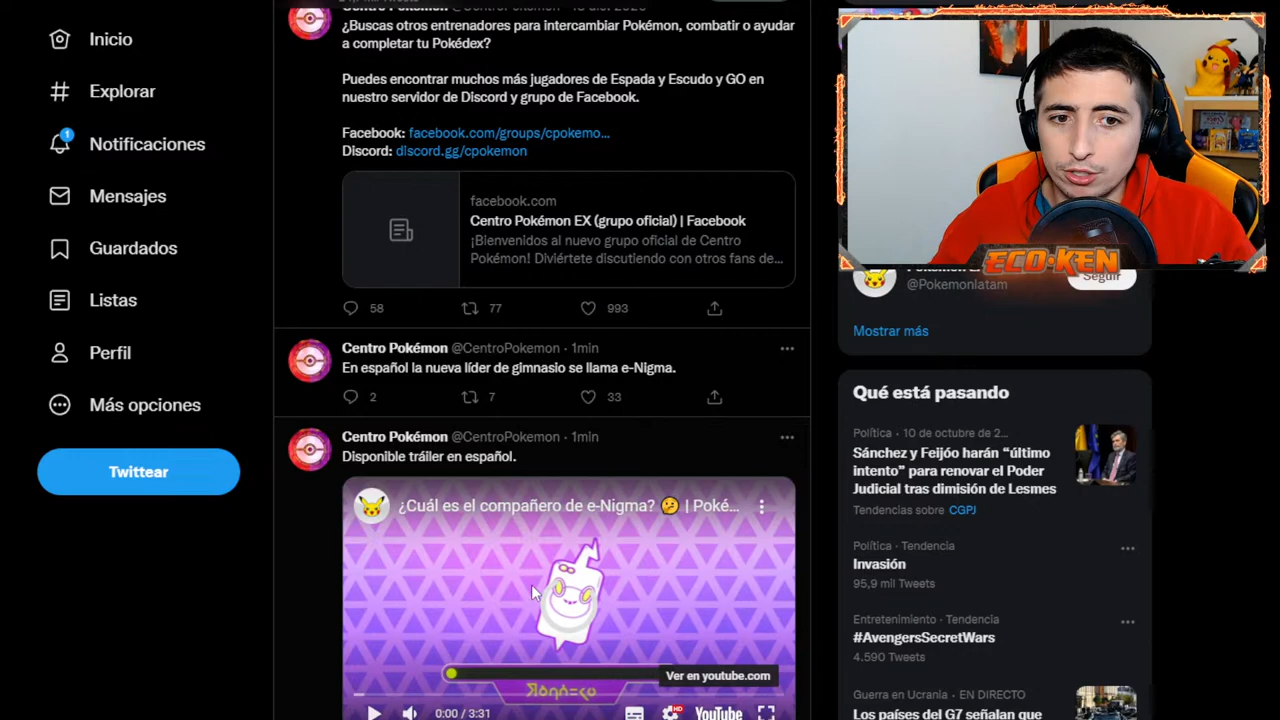 Inicio
Explorar
1
Notificaciones
Mensajes
Guardados
Listas
Perfil
Más opciones
Twittear
¿Buscas otros entrenadores para intercambiar Pokémon, combatir o ayudar
a completar tu Pokédex?
Puedes encontrar muchos más jugadores de Espada y Escudo y GO en
nuestro servidor de Discord y grupo de Facebook.
Facebook: facebook.com/groups/cpokemo...
Discord: discord.gg/cpokemon
facebook.com
Centro Pokémon EX (grupo oficial) | Facebook
¡Bienvenidos al nuevo grupo oficial de Centro
Pokémon! Diviértete discutiendo con otros fans de...
58 77 993
Centro Pokémon @CentroPokemon · 1min
En español la nueva líder de gimnasio se llama e-Nigma.
2 7 33
Centro Pokémon @CentroPokemon · 1min
Disponible tráiler en español.
¿Cuál es el compañero de e-Nigma? 🤔 | Poké...
Ver en youtube.com
0:00 / 3:31
HD
YouTube
ECO-KEN
@Pokemonlatam
Seguir
Mostrar más
Qué está pasando
Política · 10 de octubre de 2...
Sánchez y Feijóo harán “último
intento” para renovar el Poder
Judicial tras dimisión de Lesmes
Tendencias sobre CGPJ
Política · Tendencia
Invasión
95,9 mil Tweets
Entretenimiento · Tendencia
#AvengersSecretWars
4.590 Tweets
Guerra en Ucrania · EN DIRECTO
Los países del G7 señalan que